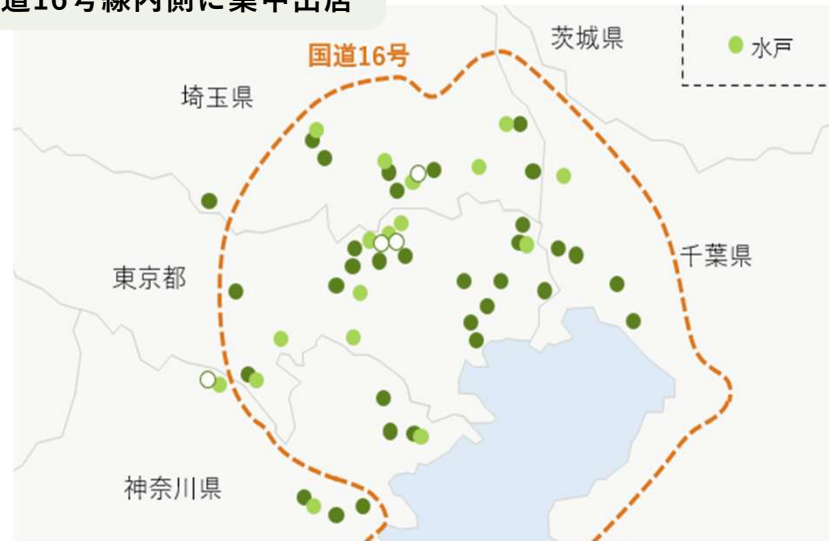 道16号線内側に集中出店
茨城県
国道16号
水戸
埼玉県
千葉県
東京都
神奈川県